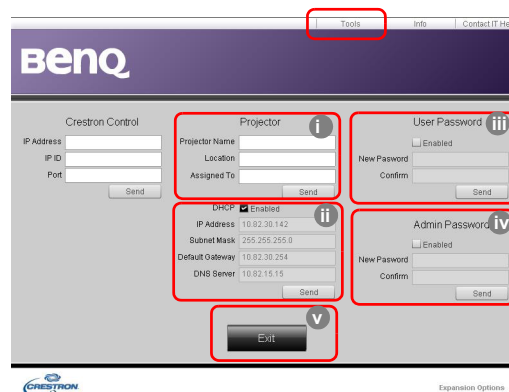 Tools Info Contact IT He
BenQ
Crestron Control
IP Address
IP ID
Port
Send
Projector
i
Projector Name
Location
Assigned To
Send
DHCP Enabled
ii
IP Address 10.82.30.142
Subnet Mask 255.255.255.0
Default Gateway 10.82.30.254
DNS Server 10.82.15.15
Send
User Password
iii
Enabled
New Pasword
Confirm
Send
Admin Password
iv
Enabled
New Pasword
Confirm
Send
v
Exit
CRESTRON
Expansion Options